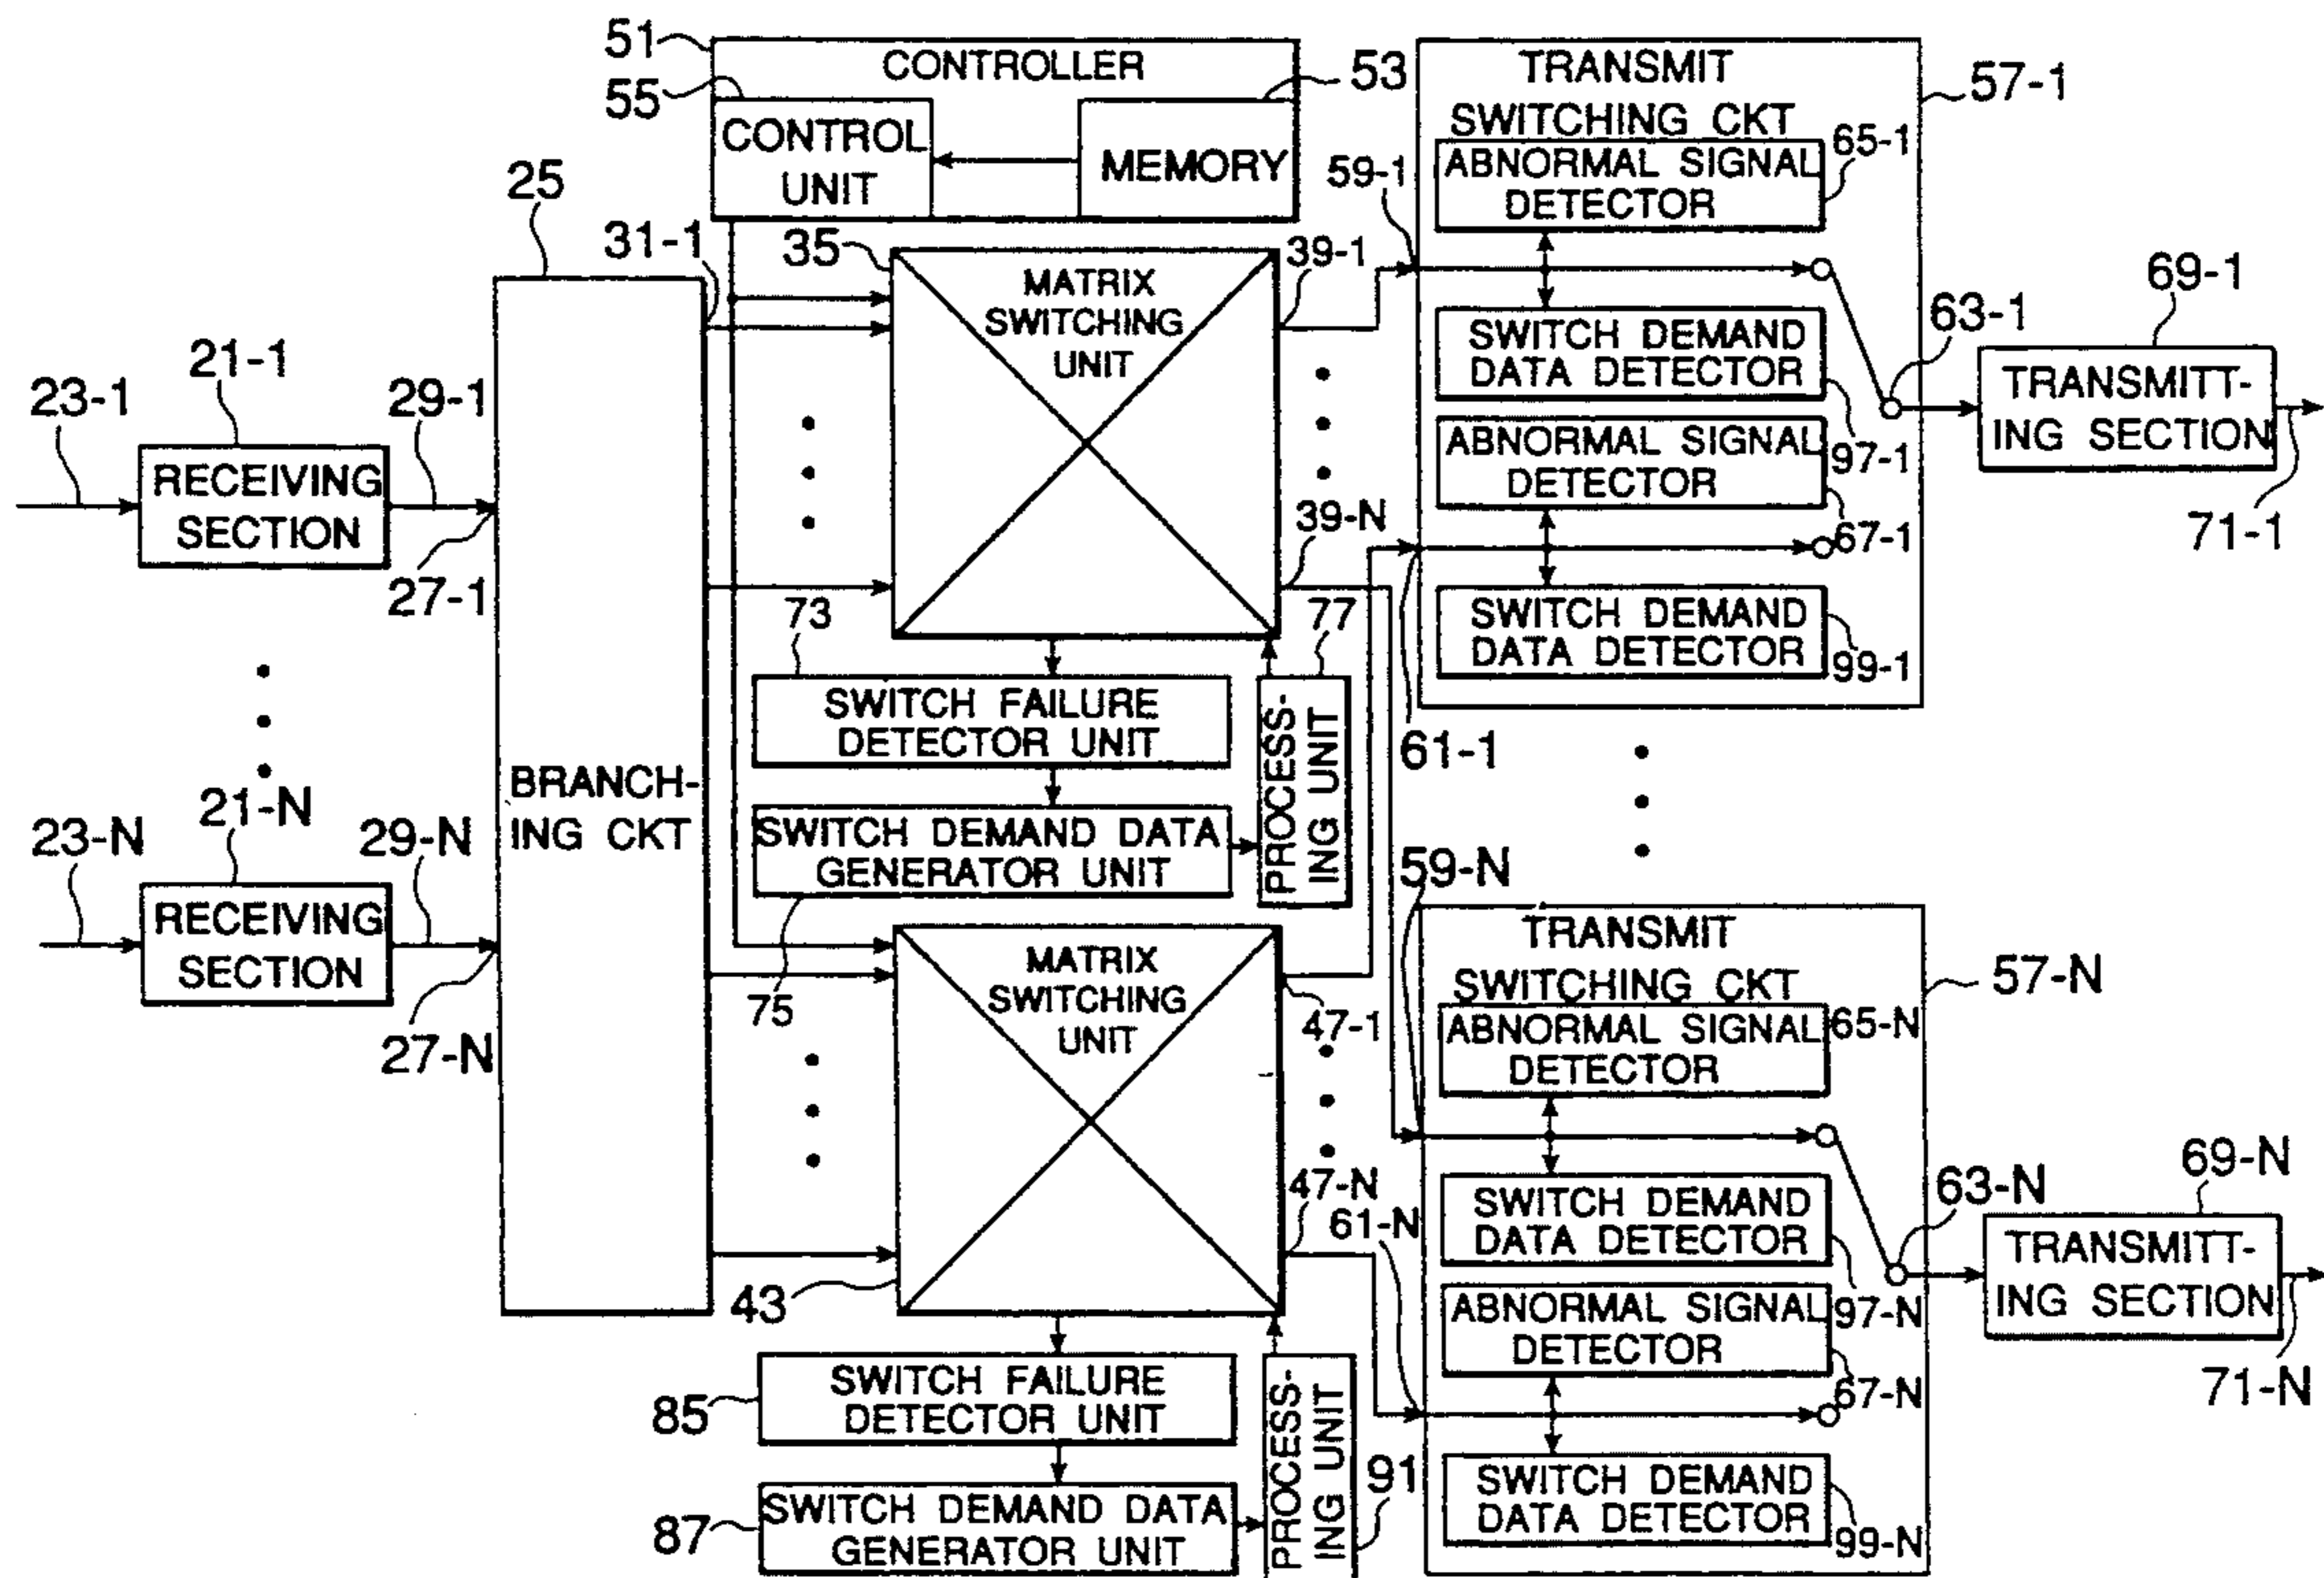 51
CONTROLLER
55
53
CONTROL
UNIT
MEMORY
25
31-1
35
MATRIX
SWITCHING
UNIT
39-1
39-N
23-1
21-1
RECEIVING
SECTION
29-1
27-1
23-N
21-N
RECEIVING
SECTION
29-N
27-N
BRANCH-
ING CKT
73
SWITCH FAILURE
DETECTOR UNIT
SWITCH DEMAND DATA
GENERATOR UNIT
75
77
PROCESS-
ING UNIT
MATRIX
SWITCHING
UNIT
43
47-1
47-N
85
SWITCH FAILURE
DETECTOR UNIT
87
SWITCH DEMAND DATA
GENERATOR UNIT
PROCESS-
ING UNIT
91
TRANSMIT
SWITCHING CKT
57-1
59-1
ABNORMAL SIGNAL
DETECTOR
65-1
SWITCH DEMAND
DATA DETECTOR
97-1
ABNORMAL SIGNAL
DETECTOR
67-1
SWITCH DEMAND
DATA DETECTOR
99-1
61-1
63-1
69-1
TRANSMITT-
ING SECTION
71-1
59-N
TRANSMIT
SWITCHING CKT
57-N
ABNORMAL SIGNAL
DETECTOR
65-N
SWITCH DEMAND
DATA DETECTOR
97-N
ABNORMAL SIGNAL
DETECTOR
67-N
SWITCH DEMAND
DATA DETECTOR
99-N
61-N
63-N
69-N
TRANSMITT-
ING SECTION
71-N